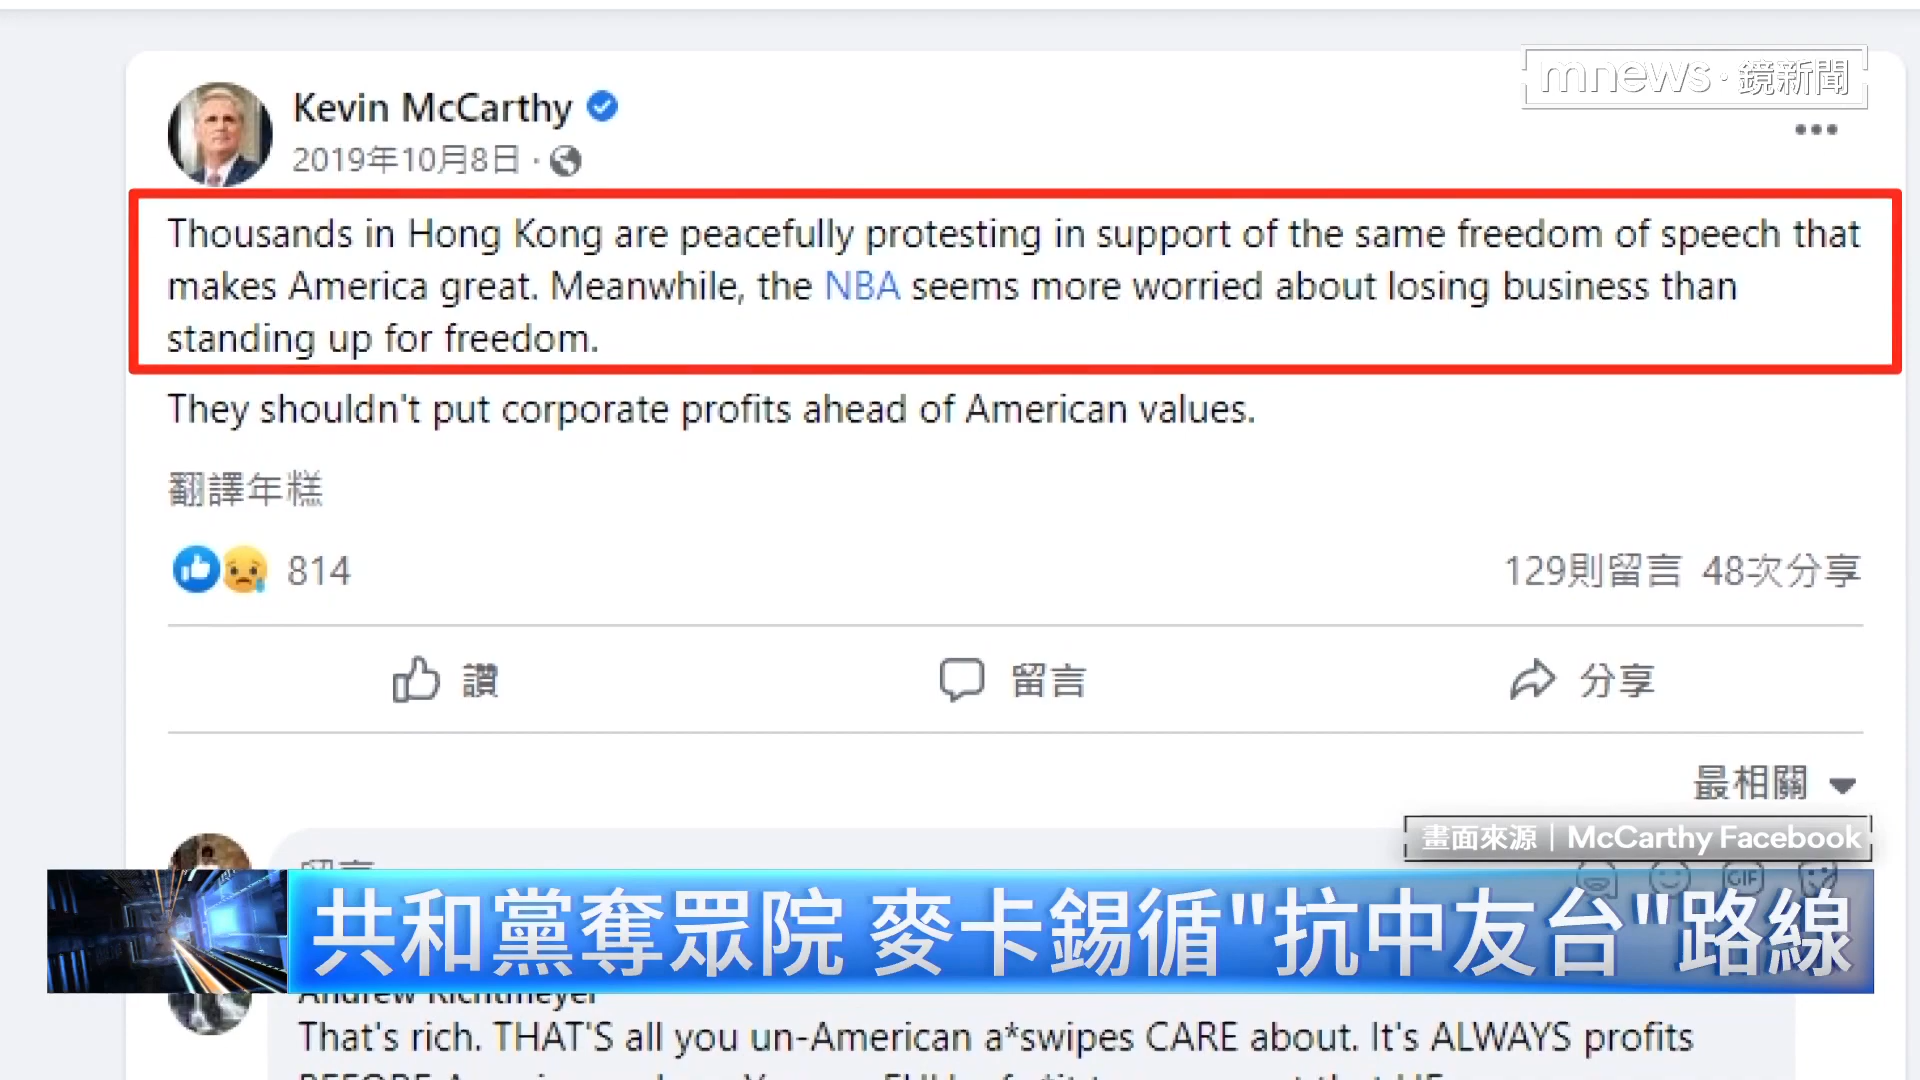 mnews·鏡新聞
Kevin McCarthy
2019年10月8日 ·
Thousands in Hong Kong are peacefully protesting in support of the same freedom of speech that
makes America great. Meanwhile, the NBA seems more worried about losing business than
standing up for freedom.
They shouldn't put corporate profits ahead of American values.
翻譯年糕
814
129則留言 48次分享
讚
留言
分享
最相關
畫面來源｜McCarthy Facebook
留言
GIF
共和黨奪眾院 麥卡錫循"抗中友台"路線
Andrew Richtmeyer
That's rich. THAT'S all you un-American a*swipes CARE about. It's ALWAYS profits